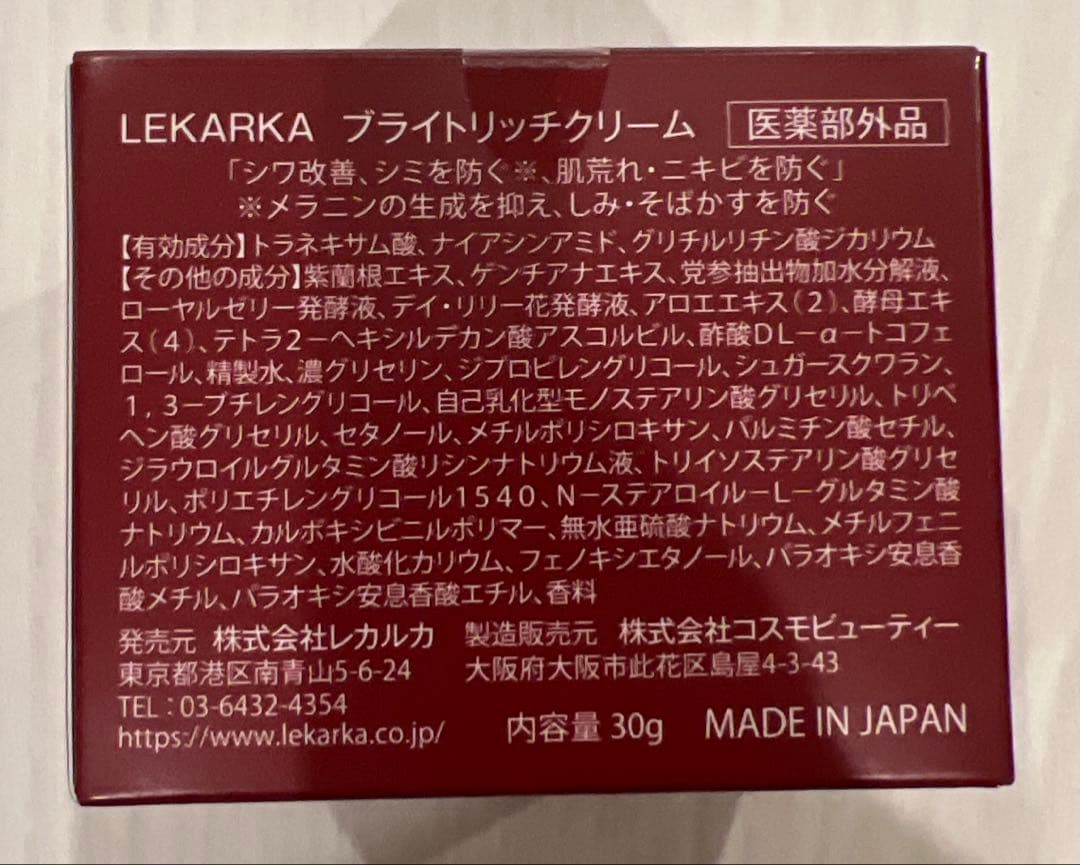 LEKARKA ブライトリッチクリーム 医薬部外品
「シワ改善、シミを防ぐ※、肌荒れ・ニキビを防ぐ」
※メラニンの生成を抑え、しみ・そばかすを防ぐ
【有効成分】トラネキサム酸、ナイアシンアミド、グリチルリチン酸ジカリウム
【その他の成分】紫蘭根エキス、ゲンチアナエキス、党参抽出物加水分解液、
ローヤルゼリー発酵液、デイ・リリー花発酵液、アロエエキス（2）、酵母エキ
ス（4）、テトラ2－ヘキシルデカン酸アスコルビル、酢酸DL－α－トコフェ
ロール、精製水、濃グリセリン、ジプロピレングリコール、シュガースクワラン、
1，3－ブチレングリコール、自己乳化型モノステアリン酸グリセリル、トリベ
ヘン酸グリセリル、セタノール、メチルポリシロキサン、パルミチン酸セチル、
ジラウロイルグルタミン酸リシンナトリウム液、トリイソステアリン酸グリセ
リル、ポリエチレングリコール1540、N－ステアロイル－L－グルタミン酸
ナトリウム、カルボキシビニルポリマー、無水亜硫酸ナトリウム、メチルフェニ
ルポリシロキサン、水酸化カリウム、フェノキシエタノール、パラオキシ安息香
酸メチル、パラオキシ安息香酸エチル、香料
発売元 株式会社レカルカ 製造販売元 株式会社コスモビューティー
東京都港区南青山5-6-24 大阪府大阪市此花区島屋4-3-43
TEL：03-6432-4354
https://www.lekarka.co.jp/ 内容量 30g MADE IN JAPAN